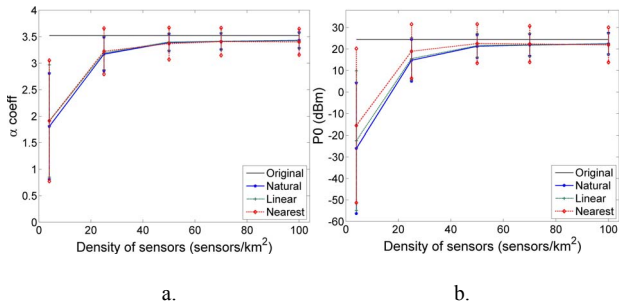 4
3.5
3
2.5
2
1.5
1
0.5
0
α coeff
0 20 40 60 80 100
Density of sensors (sensors/km²)
Original
Natural
Linear
Nearest
a.
30
20
10
0
-10
-20
-30
-40
-50
-60
P0 (dBm)
0 20 40 60 80 100
Density of sensors (sensors/km²)
Original
Natural
Linear
Nearest
b.